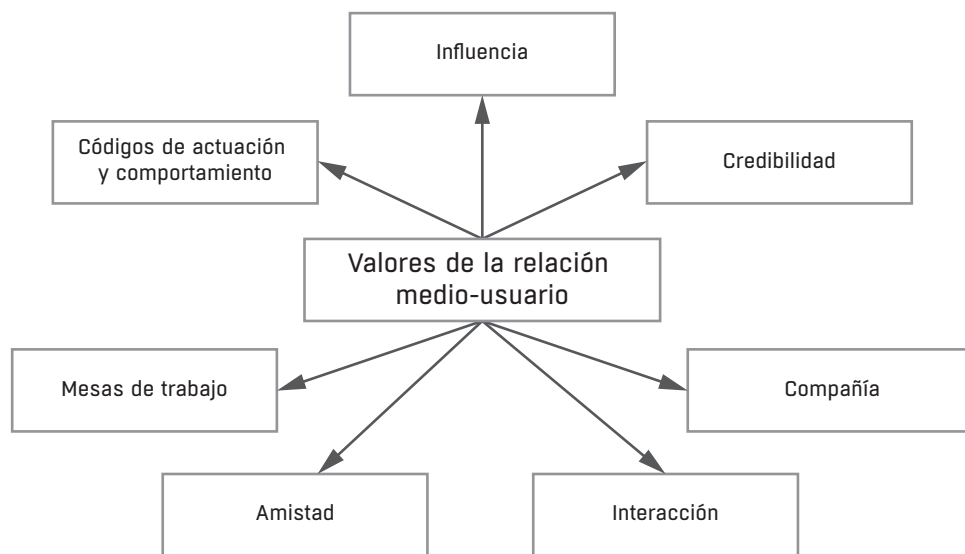 Influencia
Códigos de actuación
y comportamiento
Credibilidad
Valores de la relación
medio-usuario
Mesas de trabajo
Compañía
Amistad
Interacción